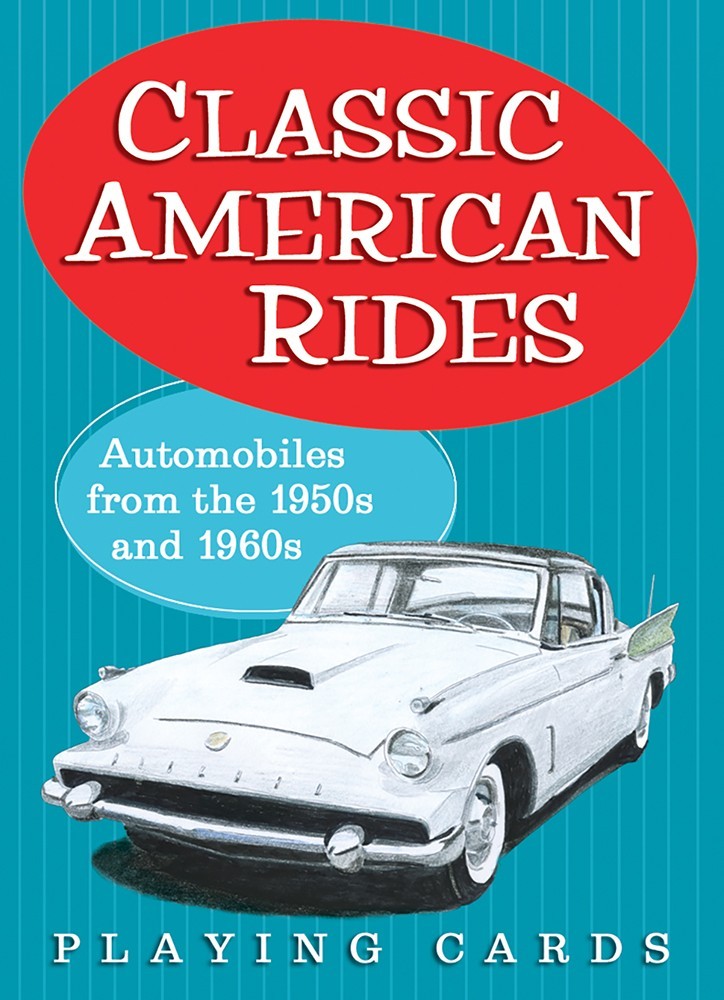 CLASSIC
AMERICAN
RIDES
Automobiles
from the 1950s
and 1960s
PLAYING CARDS